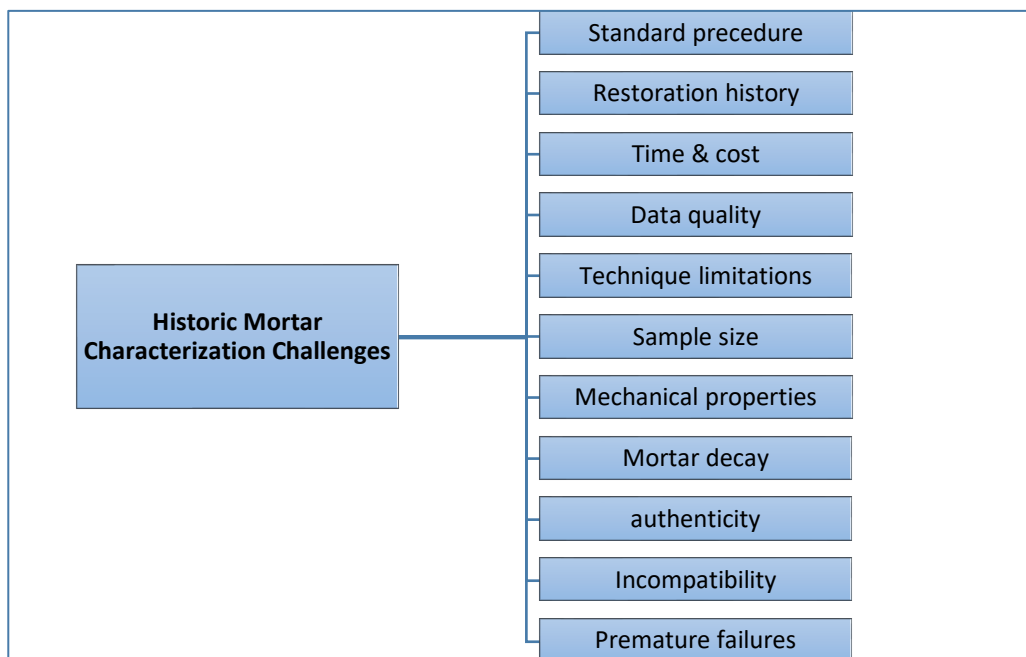 Historic Mortar
Characterization Challenges
Standard precedure
Restoration history
Time & cost
Data quality
Technique limitations
Sample size
Mechanical properties
Mortar decay
authenticity
Incompatibility
Premature failures